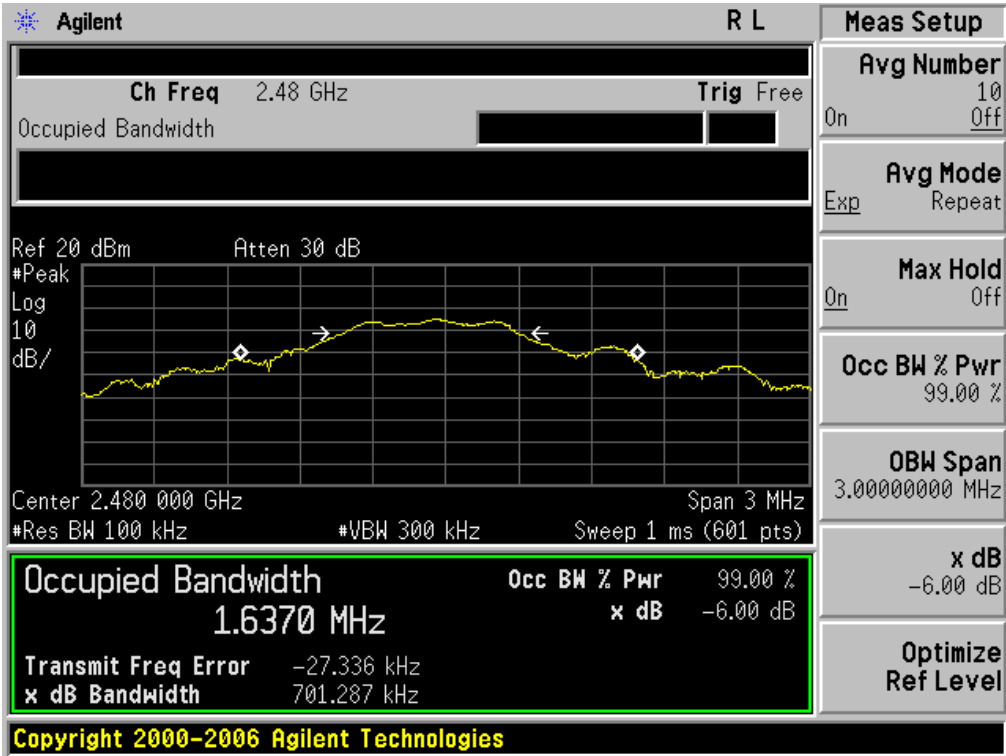 Agilent R L
Ch Freq 2.48 GHz Trig Free
Occupied Bandwidth
Ref 20 dBm Atten 30 dB
#Peak
Log
10
dB/
Center 2.480 000 GHz Span 3 MHz
#Res BW 100 kHz #VBW 300 kHz Sweep 1 ms (601 pts)
Occupied Bandwidth Occ BW % Pwr 99.00 %
1.6370 MHz x dB -6.00 dB
Transmit Freq Error -27.336 kHz
x dB Bandwidth 701.287 kHz
Copyright 2000-2006 Agilent Technologies
Meas Setup
Avg Number
10
On Off
Avg Mode
Exp Repeat
Max Hold
On Off
Occ BW % Pwr
99.00 %
OBW Span
3.00000000 MHz
x dB
-6.00 dB
Optimize
Ref Level